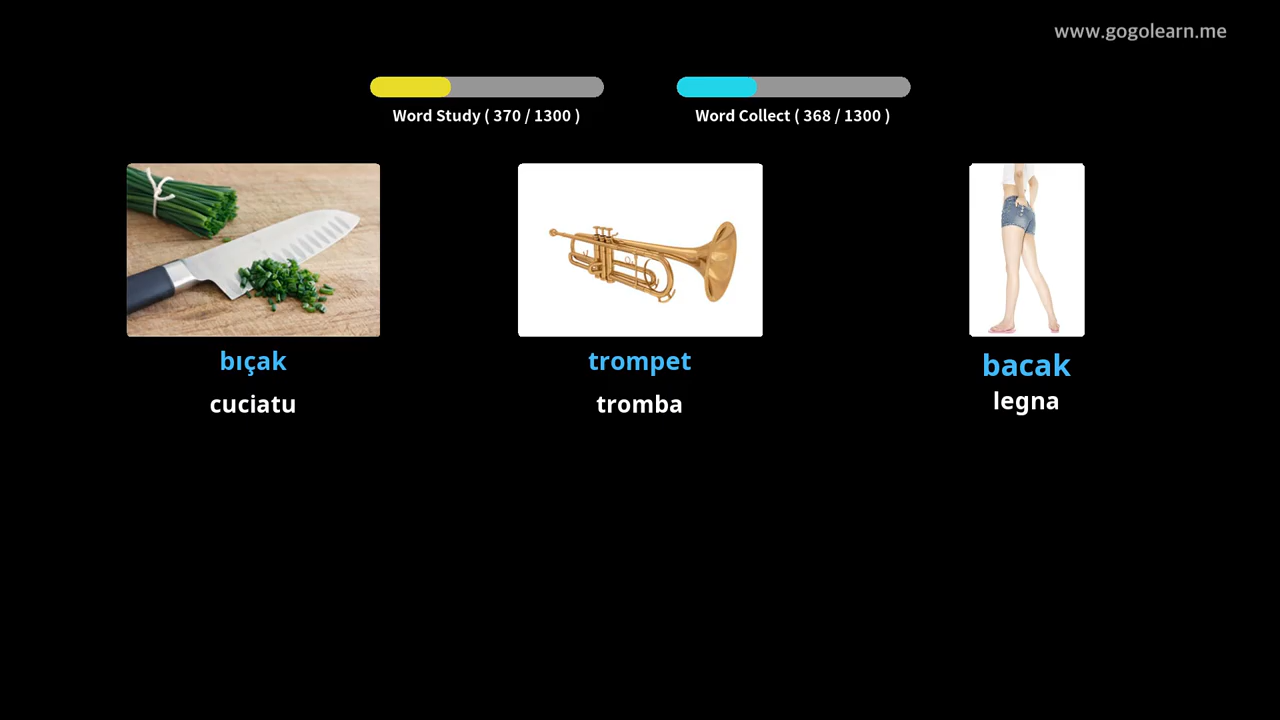 www.gogolearn.me
Word Study ( 370 / 1300 )
Word Collect ( 368 / 1300 )
bıçak
trompet
bacak
cuciatu
tromba
legna